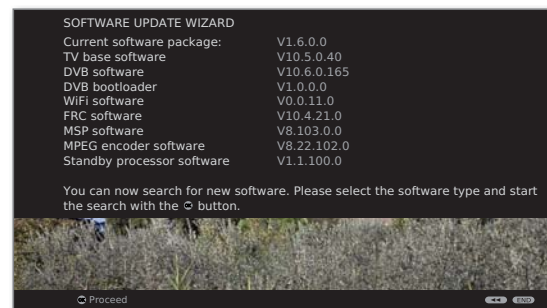 SOFTWARE UPDATE WIZARD
Current software package: V1.6.0.0
TV base software V10.5.0.40
DVB software V10.6.0.165
DVB bootloader V1.0.0.0
WiFi software V0.0.11.0
FRC software V10.4.21.0
MSP software V8.103.0.0
MPEG encoder software V8.22.102.0
Standby processor software V1.1.100.0
You can now search for new software. Please select the software type and start
the search with the OK button.
OK Proceed
END